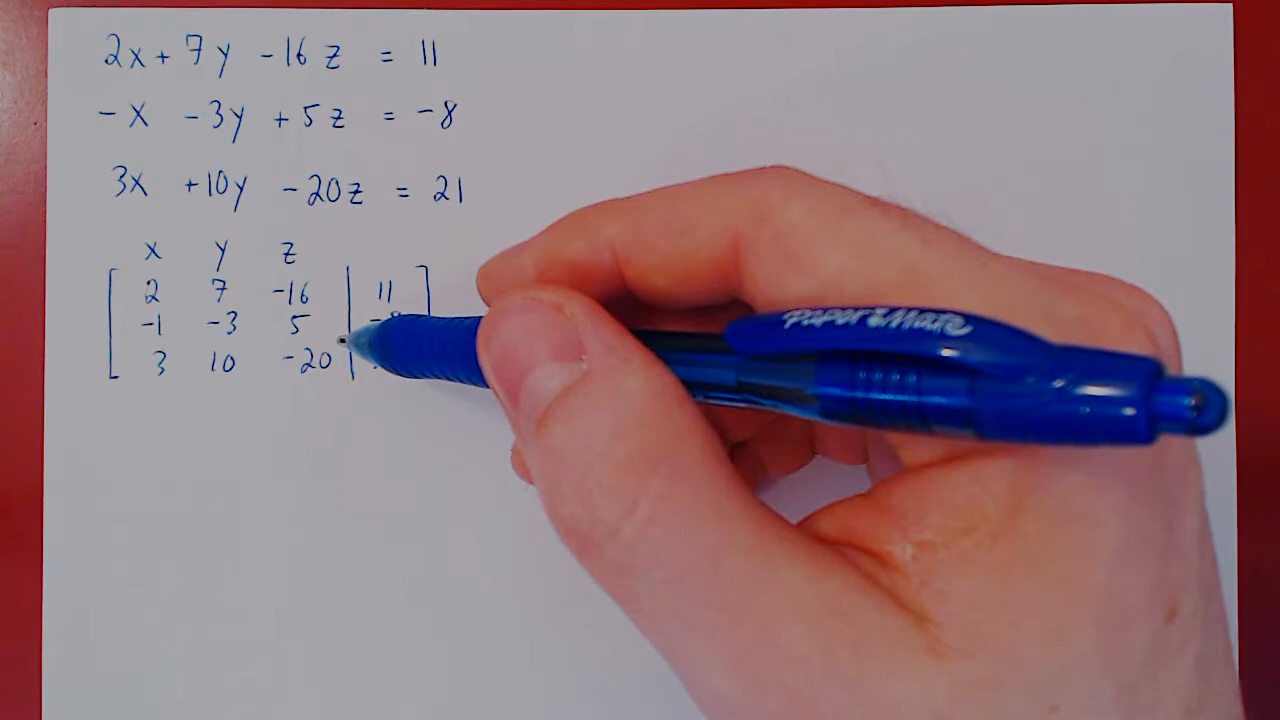 2x + 7y - 16z = 11
-x - 3y + 5z = -8
3x + 10y - 20z = 21
x y z
2 7 -16 | 11
-1 -3 5 | -8
3 10 -20 |
PAPER MATE